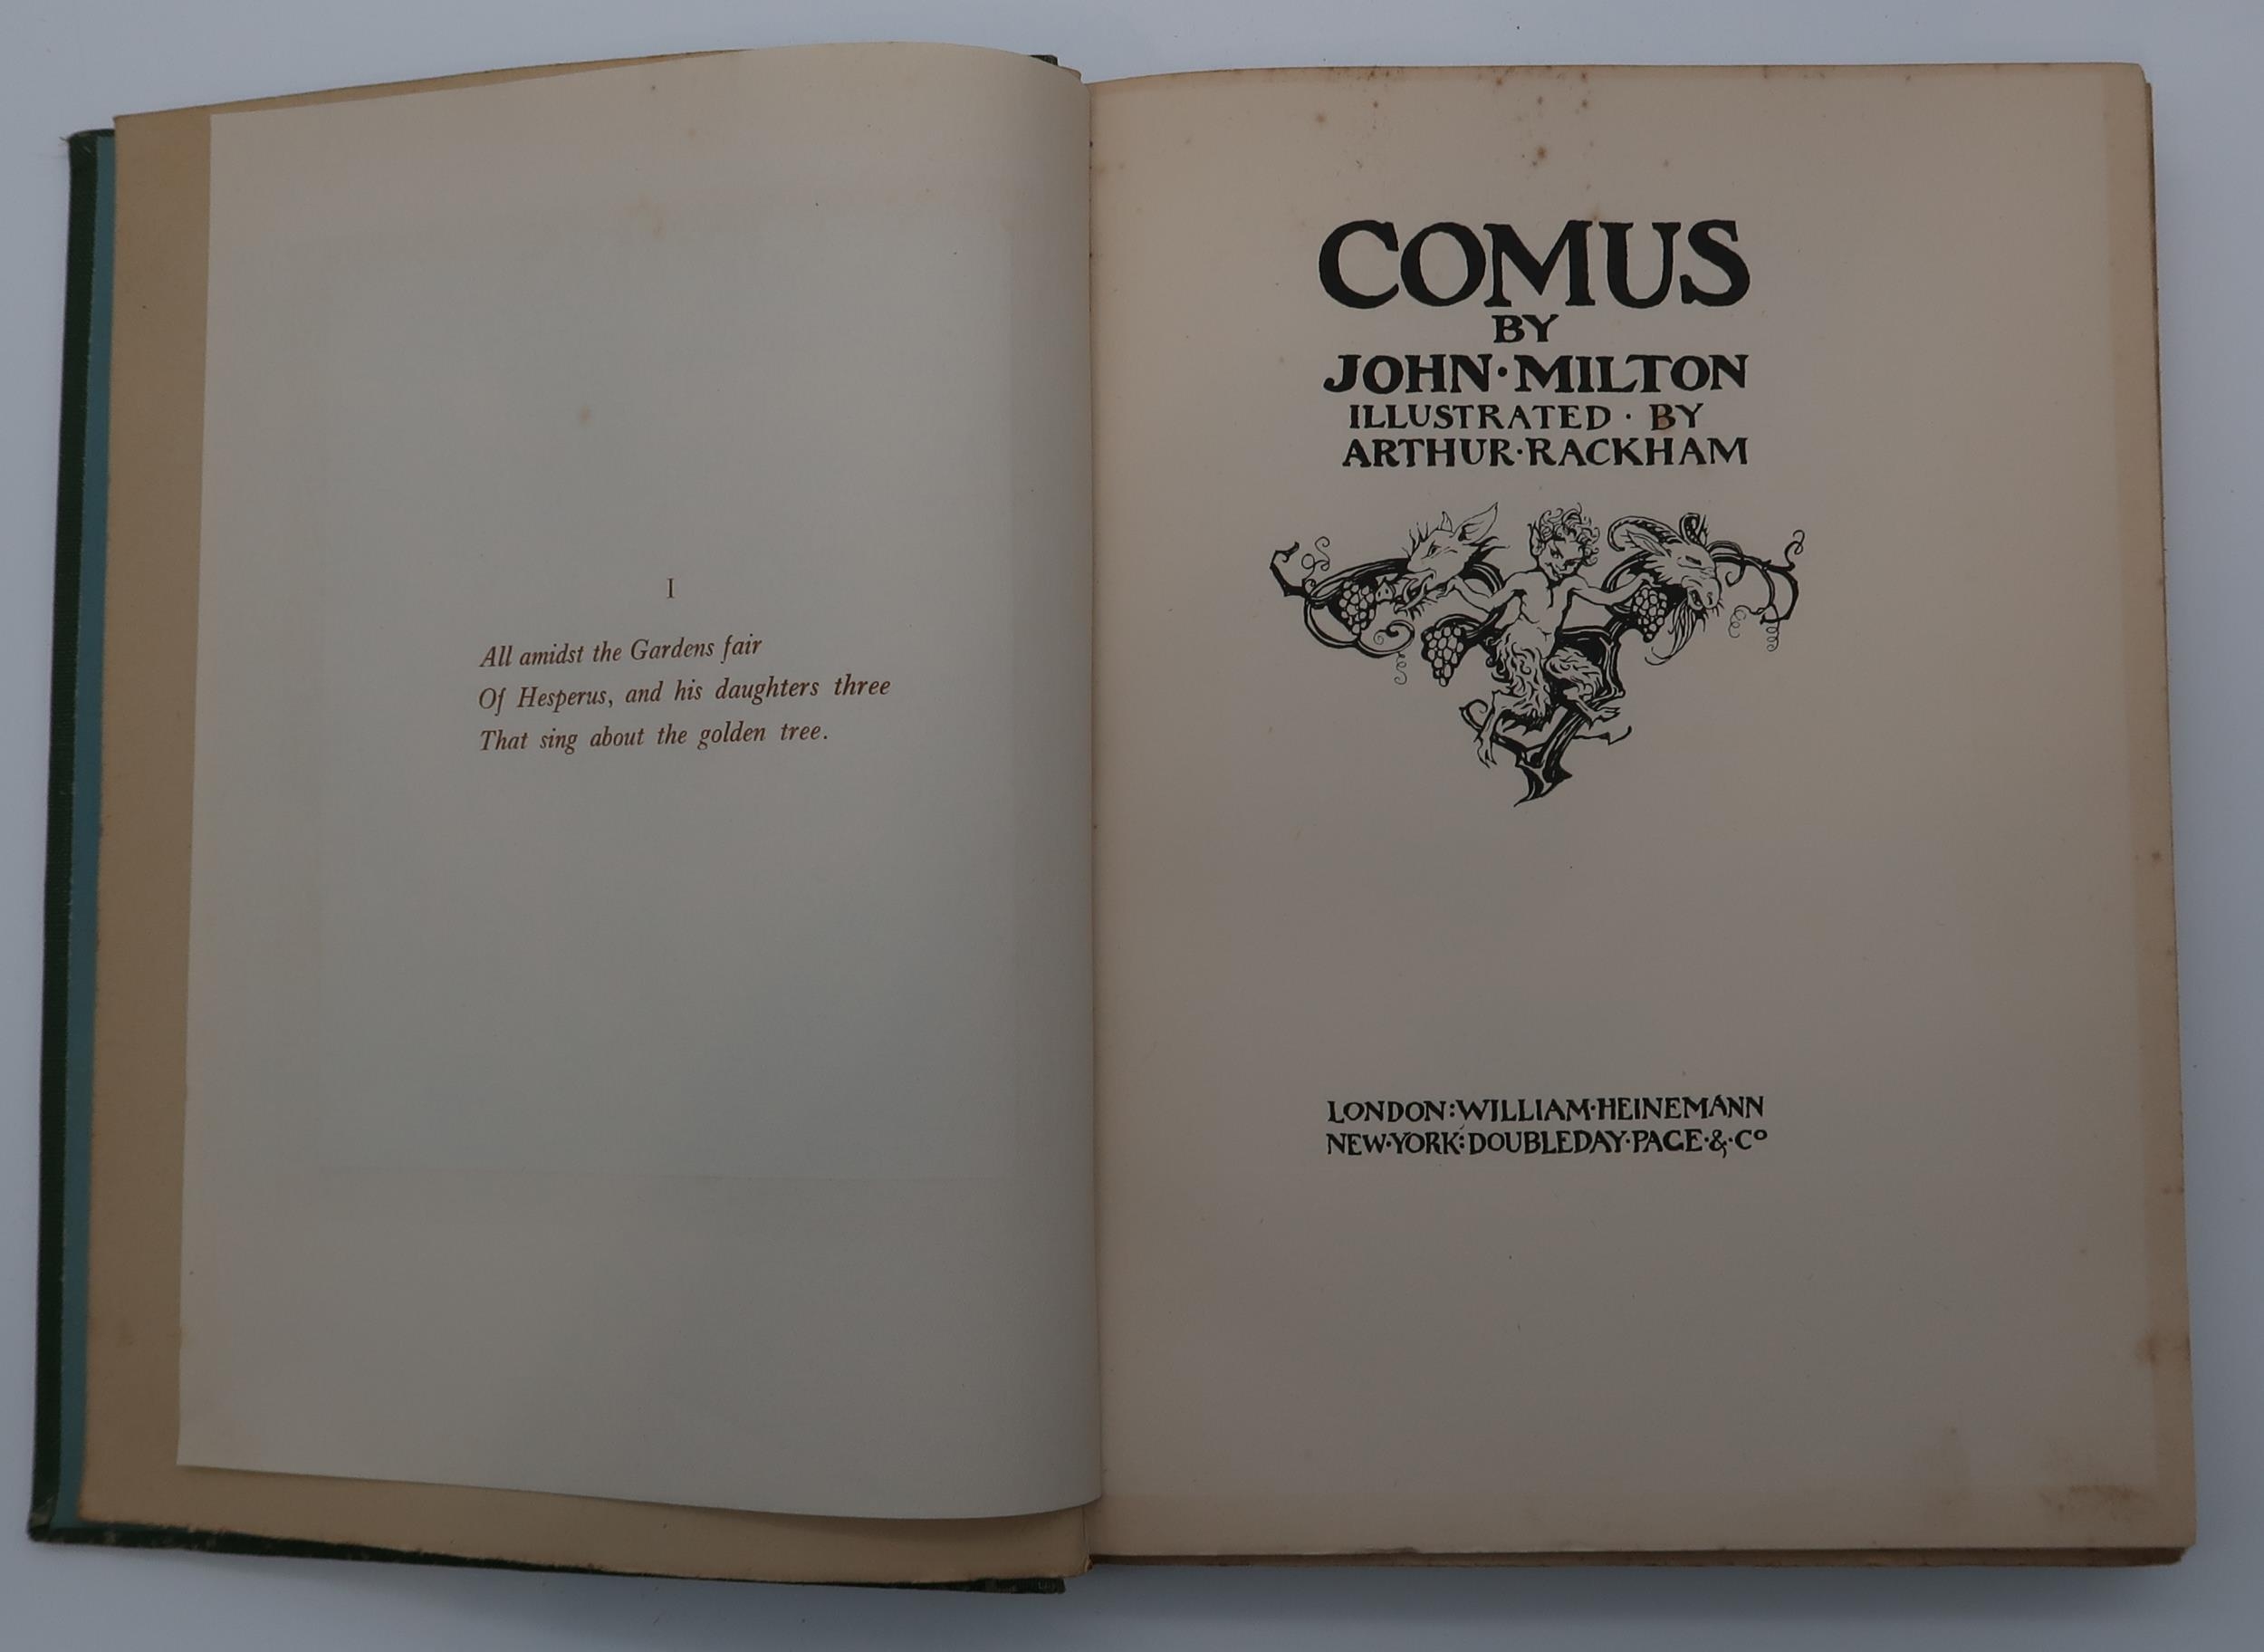 I
All amidst the Gardens fair
Of Hesperus, and his daughters three
That sing about the golden tree.
COMUS
BY
JOHN·MILTON
ILLUSTRATED·BY
ARTHUR·RACKHAM
LONDON:WILLIAM·HEINEMANN
NEW·YORK:DOUBLEDAY·PAGE·&·Cº